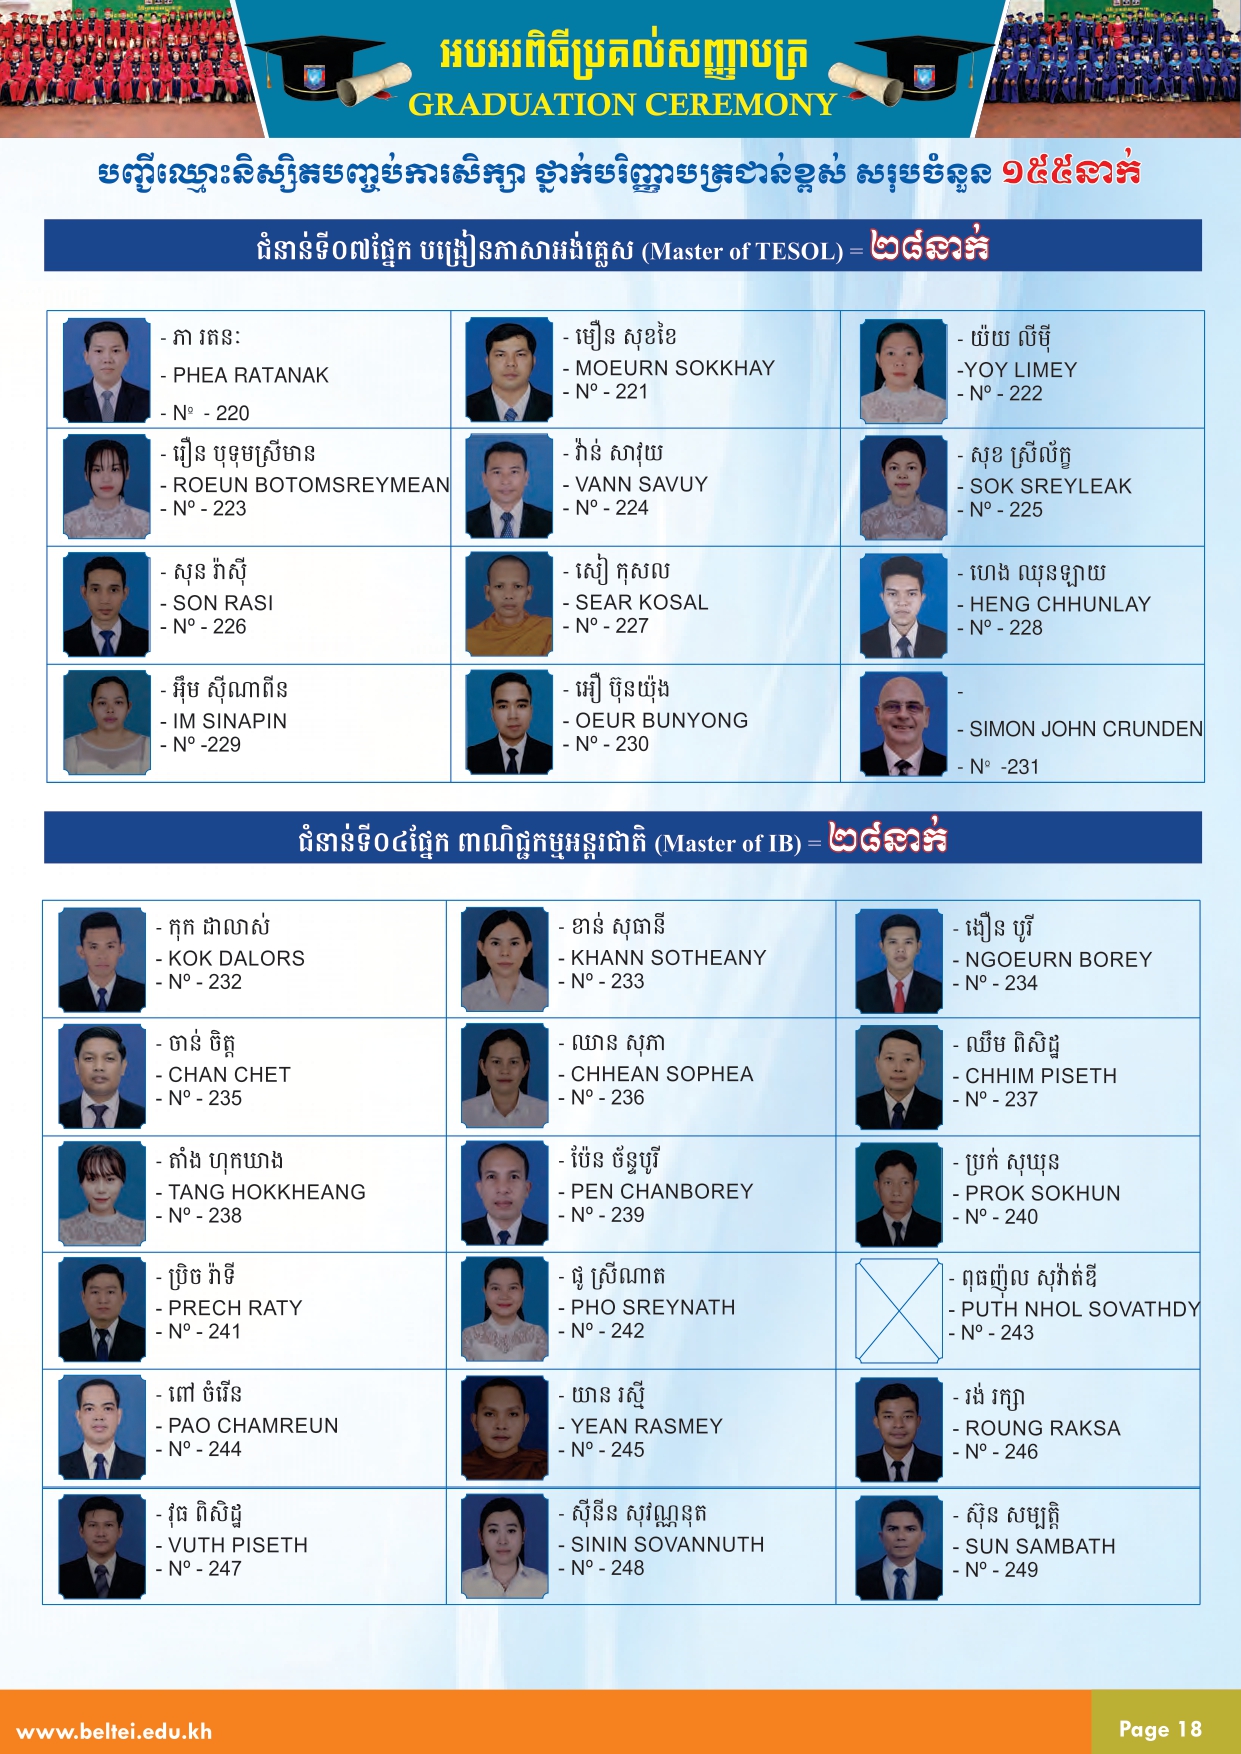 អបអរពិធីប្រគល់សញ្ញាបត្រ
GRADUATION CEREMONY
បញ្ជីឈ្មោះនិស្សិតបញ្ចប់ការសិក្សា ថ្នាក់បរិញ្ញាបត្រជាន់ខ្ពស់ សរុបចំនួន ១៥៥នាក់
ជំនាន់ទី០៧ផ្នែក បង្រៀនភាសាអង់គ្លេស (Master of TESOL) = ២៨នាក់
- ភា រតនៈ
- PHEA RATANAK
- Nº - 220
- មឿន សុខខៃ
- MOEURN SOKKHAY
- Nº - 221
- យ៉យ លីម៉ី
-YOY LIMEY
- Nº - 222
- រឿន បុទុមស្រីមាន
- ROEUN BOTOMSREYMEAN
- Nº - 223
- វ៉ាន់ សាវុយ
- VANN SAVUY
- Nº - 224
- សុខ ស្រីល័ក្ខ
- SOK SREYLEAK
- Nº - 225
- សុន រ៉ាស៊ី
- SON RASI
- Nº - 226
- សៀ កុសល
- SEAR KOSAL
- Nº - 227
- ហេង ឈុនឡាយ
- HENG CHHUNLAY
- Nº - 228
- អ៊ឹម ស៊ីណាពីន
- IM SINAPIN
- Nº -229
- អឿ ប៊ុនយ៉ុង
- OEUR BUNYONG
- Nº - 230
-
- SIMON JOHN CRUNDEN
- Nº -231
ជំនាន់ទី០៤ផ្នែក ពាណិជ្ជកម្មអន្តរជាតិ (Master of IB) = ២៨នាក់
- កុក ដាលាស់
- KOK DALORS
- Nº - 232
- ខាន់ សុធានី
- KHANN SOTHEANY
- Nº - 233
- ងឿន បូរី
- NGOEURN BOREY
- Nº - 234
- ចាន់ ចិត្ត
- CHAN CHET
- Nº - 235
- ឈាន សុភា
- CHHEAN SOPHEA
- Nº - 236
- ឈឹម ពិសិដ្ឋ
- CHHIM PISETH
- Nº - 237
- តាំង ហុកឃាង
- TANG HOKKHEANG
- Nº - 238
- ប៉ែន ច័ន្ទបូរី
- PEN CHANBOREY
- Nº - 239
- ប្រក់ សុឃុន
- PROK SOKHUN
- Nº - 240
- ប្រិច រ៉ាទី
- PRECH RATY
- Nº - 241
- ផូ ស្រីណាត
- PHO SREYNATH
- Nº - 242
- ពុធញ៉ុល សុវ៉ាត់ឌី
- PUTH NHOL SOVATHDY
- Nº - 243
- ពៅ ចំរើន
- PAO CHAMREUN
- Nº - 244
- យាន រស្មី
- YEAN RASMEY
- Nº - 245
- រង់ រក្សា
- ROUNG RAKSA
- Nº - 246
- វុធ ពិសិដ្ឋ
- VUTH PISETH
- Nº - 247
- ស៊ីនីន សុវណ្ណនុត
- SININ SOVANNUTH
- Nº - 248
- ស៊ុន សម្បត្តិ
- SUN SAMBATH
- Nº - 249
www.beltei.edu.kh
Page 18